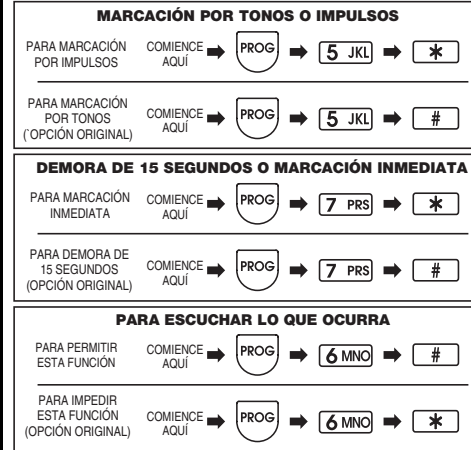 MARCACIÓN POR TONOS O IMPULSOS
PARA MARCACIÓN
POR IMPULSOS
COMIENCE
AQUÍ
PROG
5 JKL
*
PARA MARCACIÓN
POR TONOS
(`OPCIÓN ORIGINAL)
COMIENCE
AQUÍ
PROG
5 JKL
#
DEMORA DE 15 SEGUNDOS O MARCACIÓN INMEDIATA
PARA MARCACIÓN
INMEDIATA
COMIENCE
AQUÍ
PROG
7 PRS
*
PARA DEMORA DE
15 SEGUNDOS
(OPCIÓN ORIGINAL)
COMIENCE
AQUÍ
PROG
7 PRS
#
PARA ESCUCHAR LO QUE OCURRA
PARA PERMITIR
ESTA FUNCIÓN
COMIENCE
AQUÍ
PROG
6 MNO
#
PARA IMPEDIR
ESTA FUNCIÓN
(OPCIÓN ORIGINAL)
COMIENCE
AQUÍ
PROG
6 MNO
*